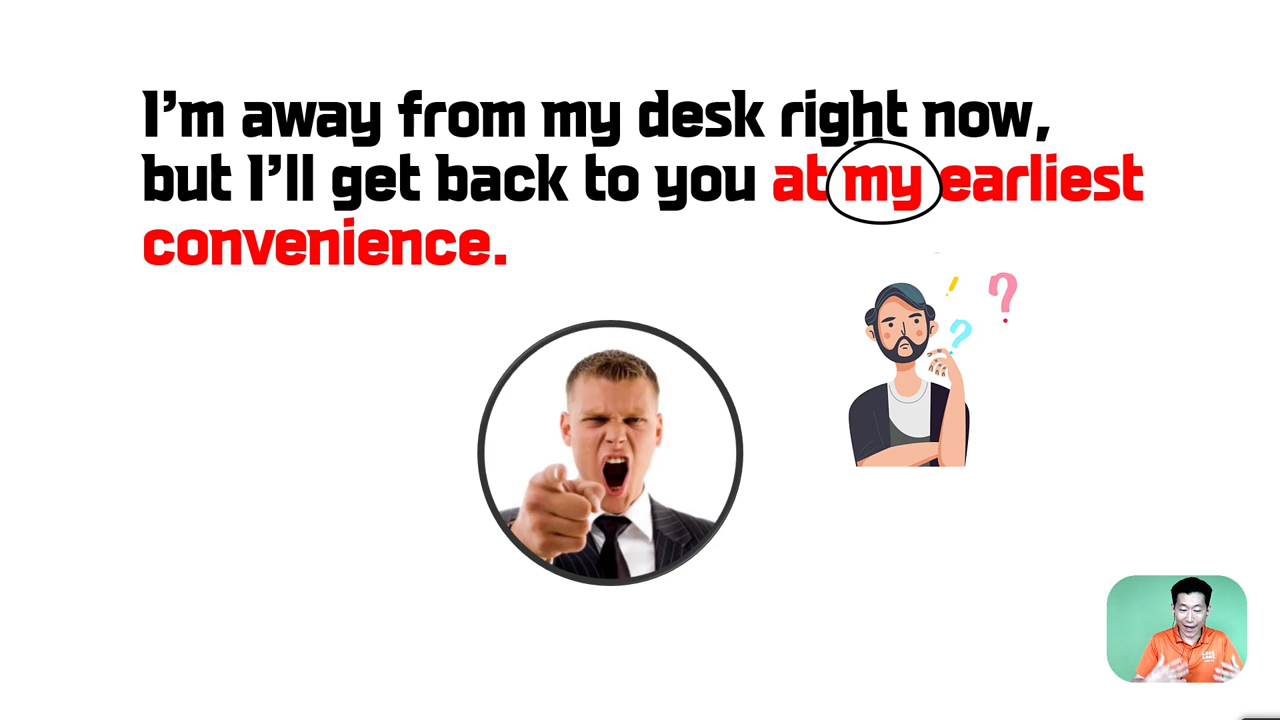 I’m away from my desk right now,
but I’ll get back to you at my earliest
convenience.